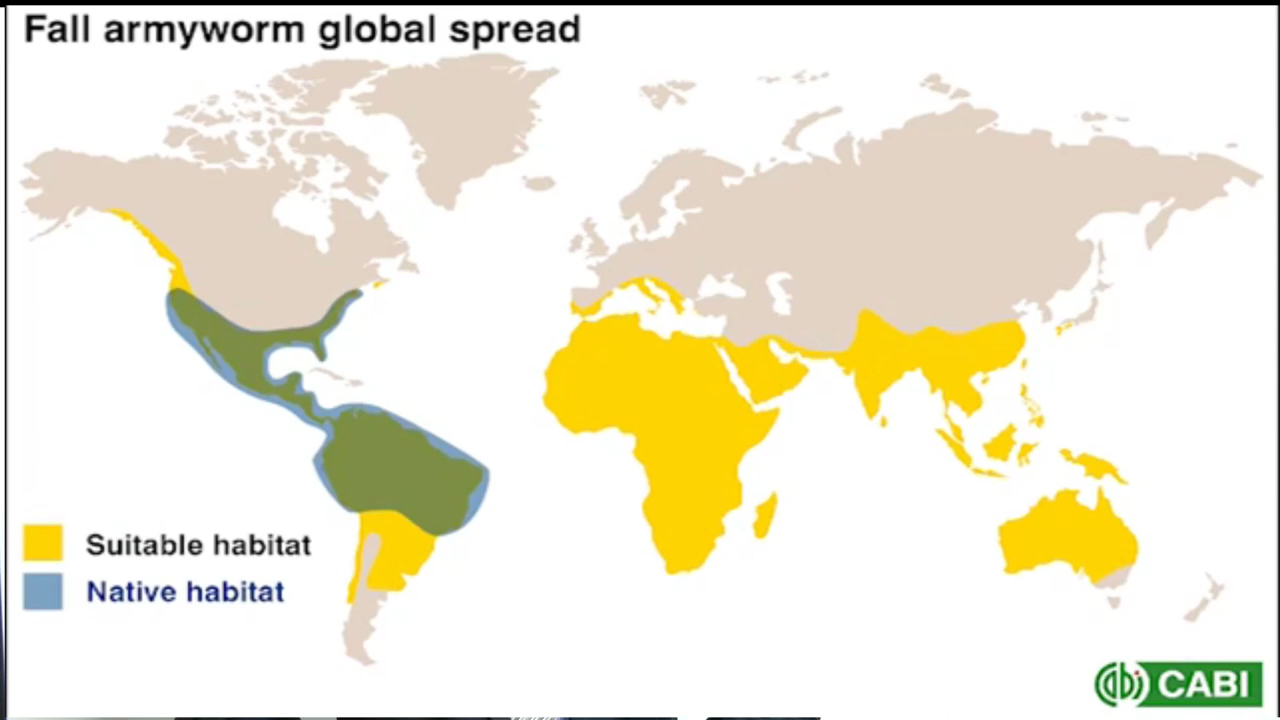 Fall armyworm global spread
Suitable habitat
Native habitat
CABI